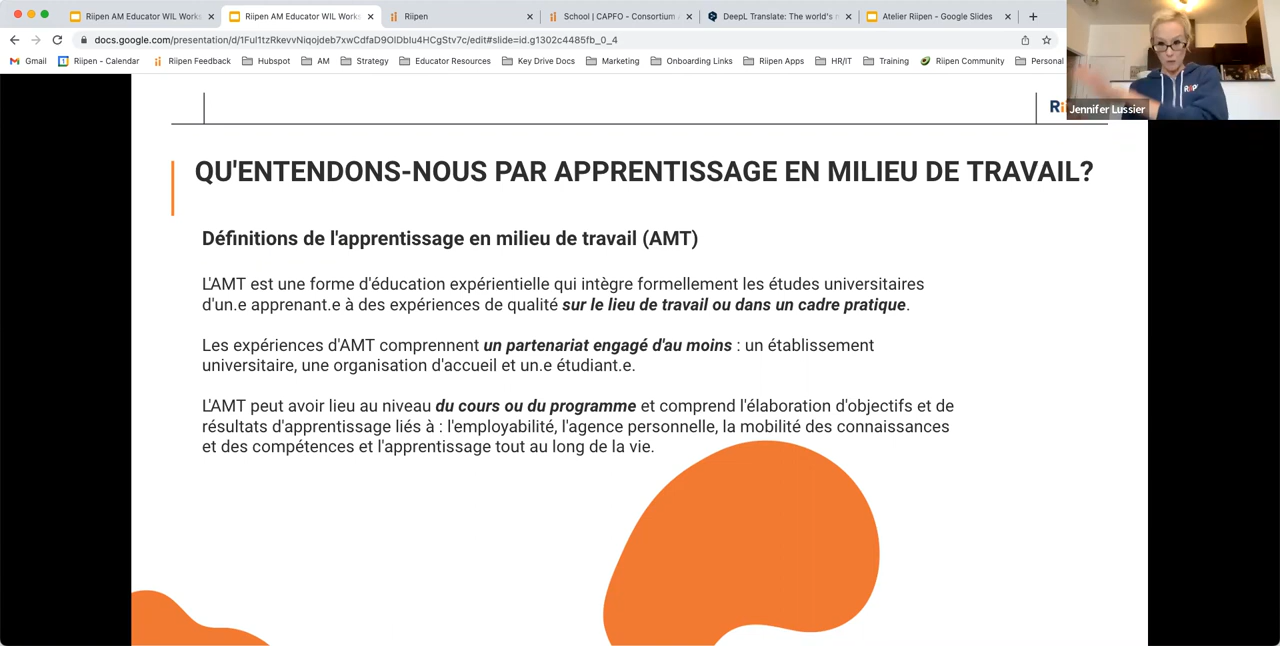 Riipen AM Educator WIL Works
Riipen AM Educator WIL Works
Riipen
School | CAPFO - Consortium
DeepL Translate: The world's
Atelier Riipen - Google Slides
docs.google.com/presentation/d/1Ful1tzRkevvNiqojdeb7xwCdfaD9OlDbIu4HCgStv7c/edit#slide=id.g1302c4485fb_0_4
Gmail
Riipen - Calendar
Riipen Feedback
Hubspot
AM
Strategy
Educator Resources
Key Drive Docs
Marketing
Onboarding Links
Riipen Apps
HR/IT
Training
Riipen Community
Personal
Jennifer Lussier
QU'ENTENDONS-NOUS PAR APPRENTISSAGE EN MILIEU DE TRAVAIL?
Définitions de l'apprentissage en milieu de travail (AMT)
L'AMT est une forme d'éducation expérientielle qui intègre formellement les études universitaires
d'un.e apprenant.e à des expériences de qualité sur le lieu de travail ou dans un cadre pratique.
Les expériences d'AMT comprennent un partenariat engagé d'au moins : un établissement
universitaire, une organisation d'accueil et un.e étudiant.e.
L'AMT peut avoir lieu au niveau du cours ou du programme et comprend l'élaboration d'objectifs et de
résultats d'apprentissage liés à : l'employabilité, l'agence personnelle, la mobilité des connaissances
et des compétences et l'apprentissage tout au long de la vie.